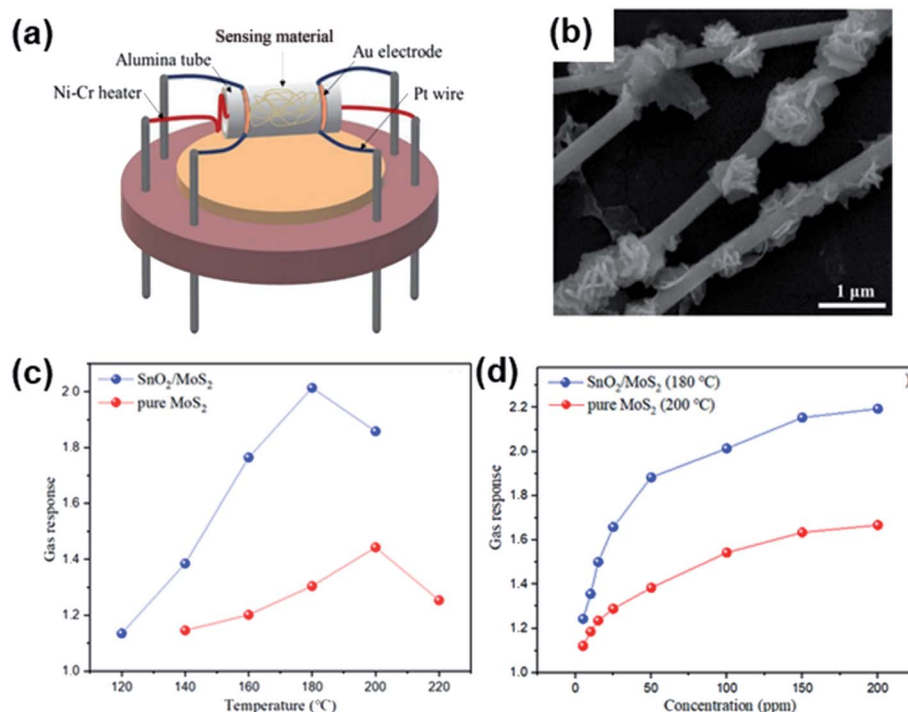 (a)
Sensing material
Alumina tube
Au electrode
Ni-Cr heater
Pt wire
(b)
1 μm
(c)
SnO₂/MoS₂
pure MoS₂
Gas response
2.0
1.8
1.6
1.4
1.2
1.0
120 140 160 180 200 220
Temperature (℃)
(d)
SnO₂/MoS₂ (180 ℃)
pure MoS₂ (200 ℃)
)
Gas response
2.2
2.0
1.8
1.6
1.4
1.2
1.0
0 50 100 150 200
Concentration (ppm)